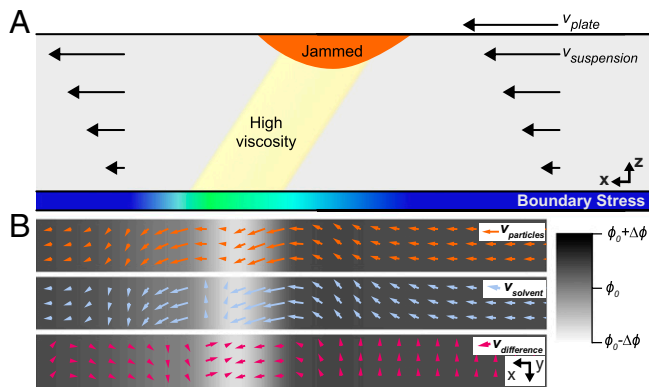 A
v_plate
Jammed
v_suspension
High
viscosity
z
x
Boundary Stress
B
v_particles
ϕ₀+Δϕ
v_solvent
ϕ₀
v_difference
ϕ₀-Δϕ
x
y